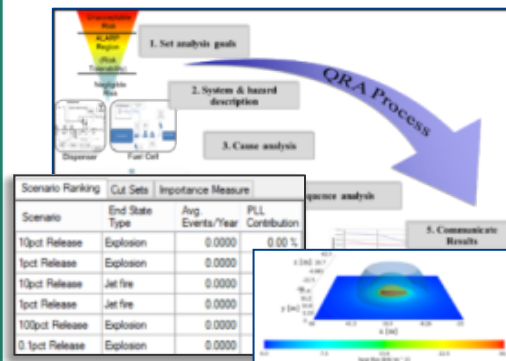 Unacceptable
Risk
ALARP
Region
(Risk
Tolerability)
Negligible
Risk
1. Set analysis goals
2. System & hazard
description
3. Cause analysis
QRA Process
Dispenser
Fuel Cell
quence analysis
5. Communicate
Results
Scenario Ranking Cut Sets Importance Measure
Scenario End State Type Avg. Events/Year PLL Contribution
10pct Release Explosion 0.0000 0.00 %
1pct Release Explosion 0.0000
10pct Release Jet fire 0.0000
1pct Release Jet fire 0.0000
100pct Release Explosion 0.0000
0.1pct Release Explosion 0.0000
z [m]
y [m]
x [m]